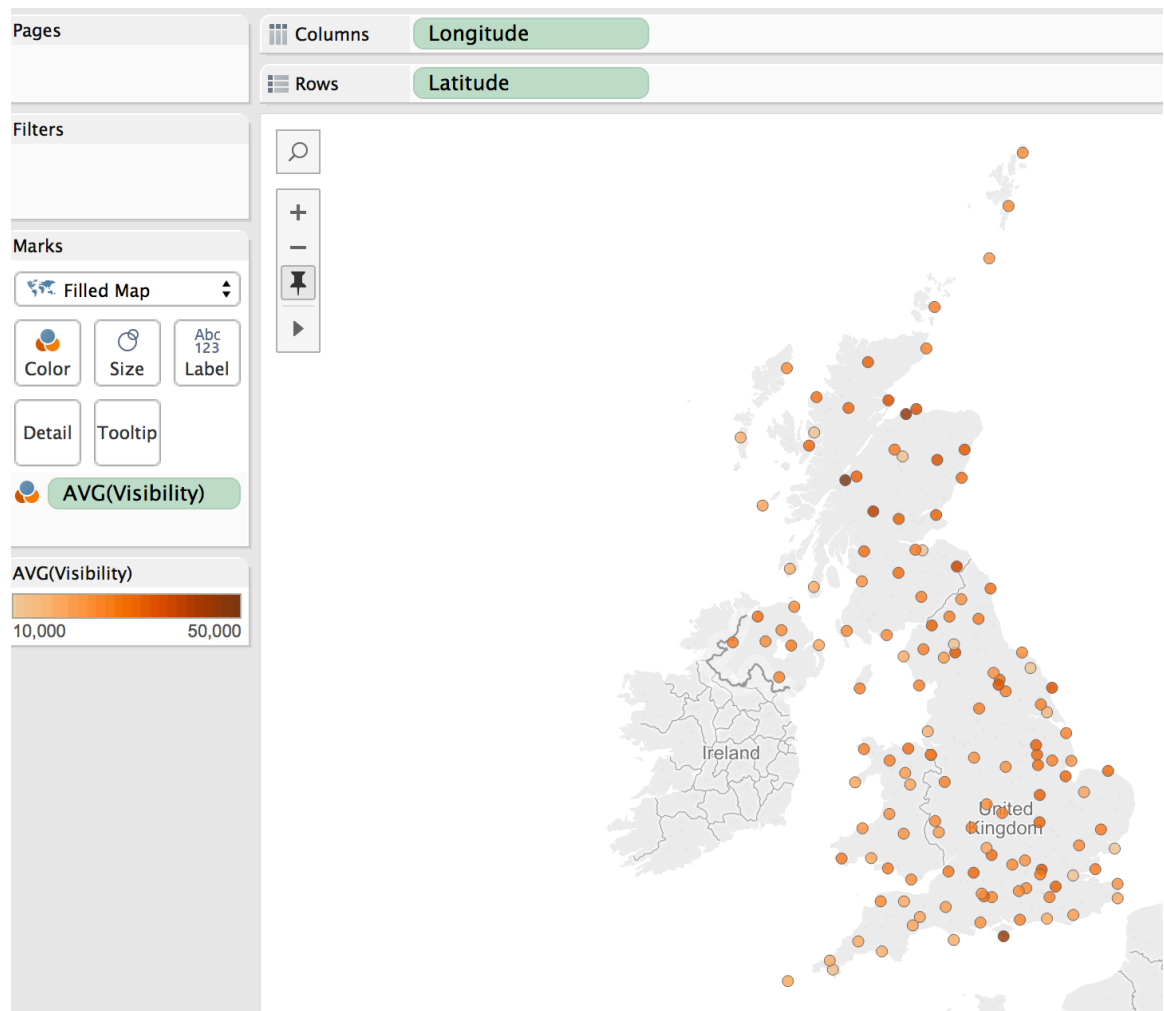 Pages
Columns Longitude
Rows Latitude
Filters
Marks
Filled Map
Color Size Abc 123 Label
Detail Tooltip
AVG(Visibility)
AVG(Visibility)
10,000 50,000
Ireland
United
Kingdom